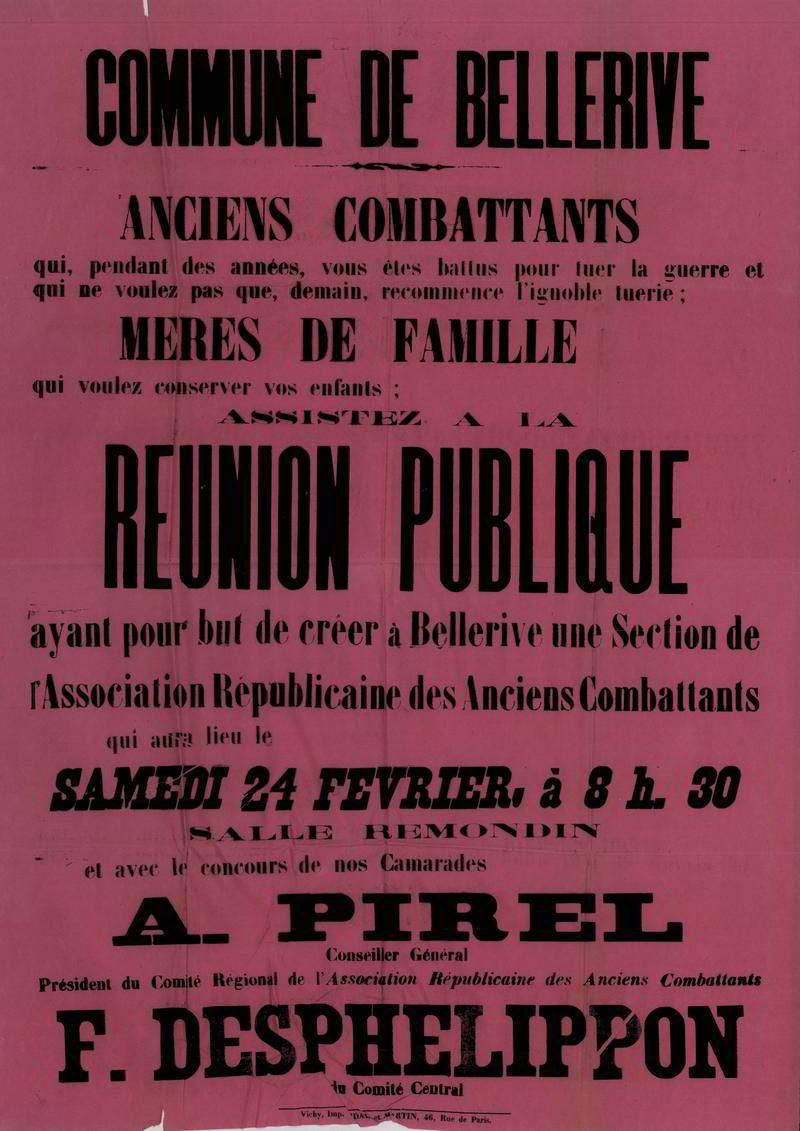 COMMUNE DE BELLERIVE
ANCIENS COMBATTANTS
qui, pendant des années, vous êtes battus pour tuer la guerre et
qui ne voulez pas que, demain, recommence l'ignoble tuerie ;
MERES DE FAMILLE
qui voulez conserver vos enfants ;
ASSISTEZ A LA
REUNION PUBLIQUE
ayant pour but de créer à Bellerive une Section de
l'Association Républicaine des Anciens Combattants
qui aura lieu le
SAMEDI 24 FEVRIER, à 8 h. 30
SALLE REMONDIN
et avec le concours de nos Camarades
A. PIREL
Conseiller Général
Président du Comité Régional de l'Association Républicaine des Anciens Combattants
F. DESPHELIPPON
du Comité Central
Vichy, Imp. et MARTIN, 46, Rue de Paris.